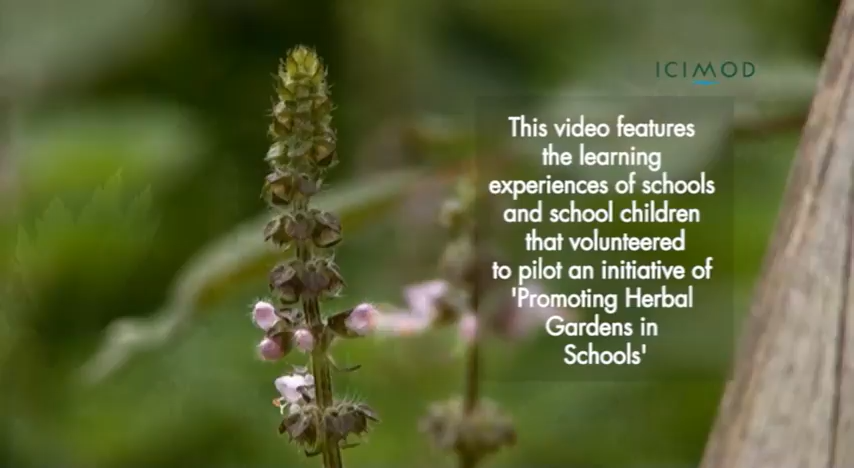 ICIMOD
This video features
the learning
experiences of schools
and school children
that volunteered
to pilot an initiative of
'Promoting Herbal
Gardens in
Schools'